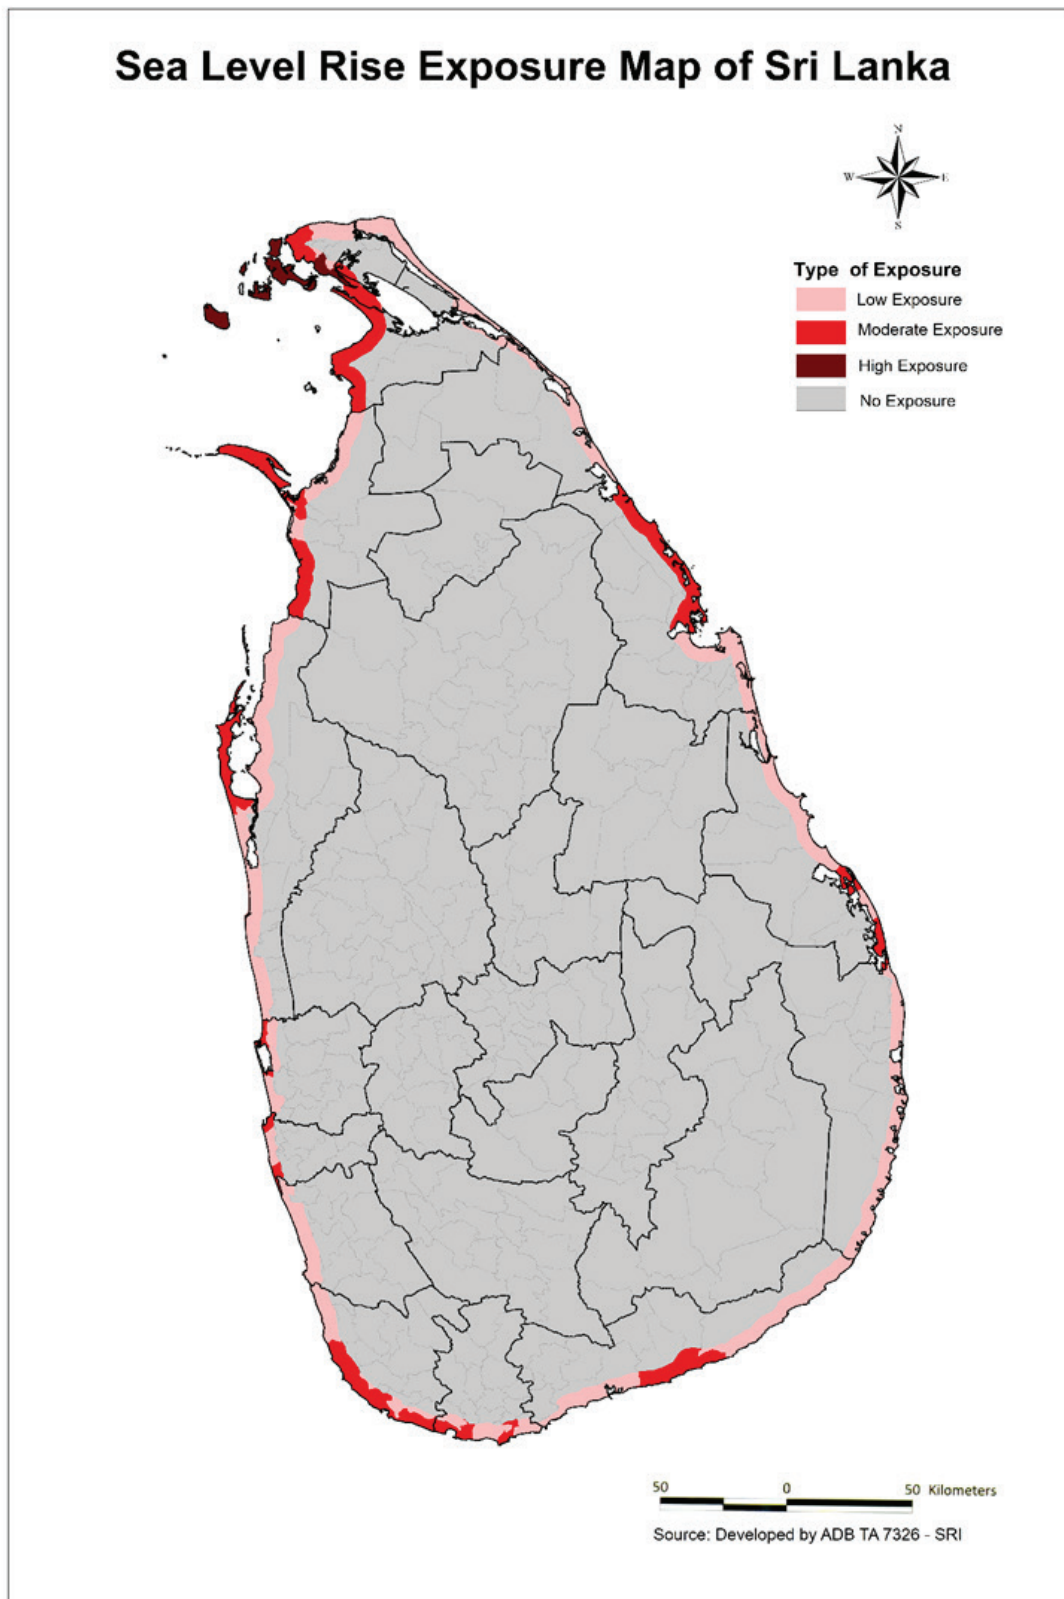 Sea Level Rise Exposure Map of Sri Lanka
N
W E
S
Type of Exposure
Low Exposure
Moderate Exposure
High Exposure
No Exposure
50 0 50 Kilometers
Source: Developed by ADB TA 7326 - SRI